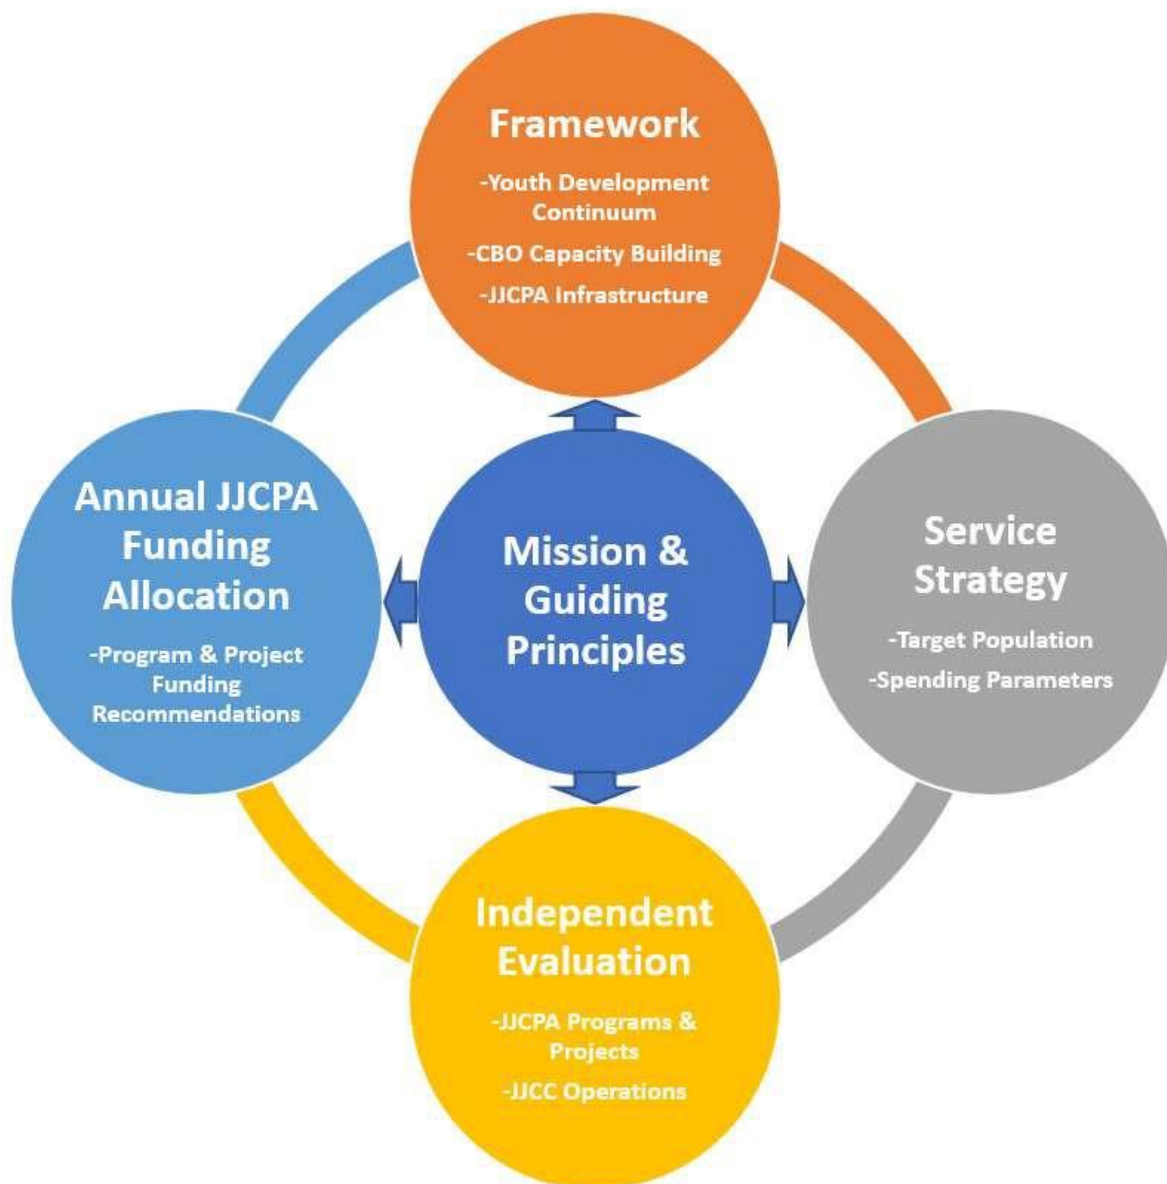 Framework
-Youth Development
Continuum
-CBO Capacity Building
-JJCPA Infrastructure
Annual JJCPA
Funding
Allocation
-Program & Project
Funding
Recommendations
Mission &
Guiding
Principles
Service
Strategy
-Target Population
-Spending Parameters
Independent
Evaluation
-JJCPA Programs &
Projects
-JJCC Operations